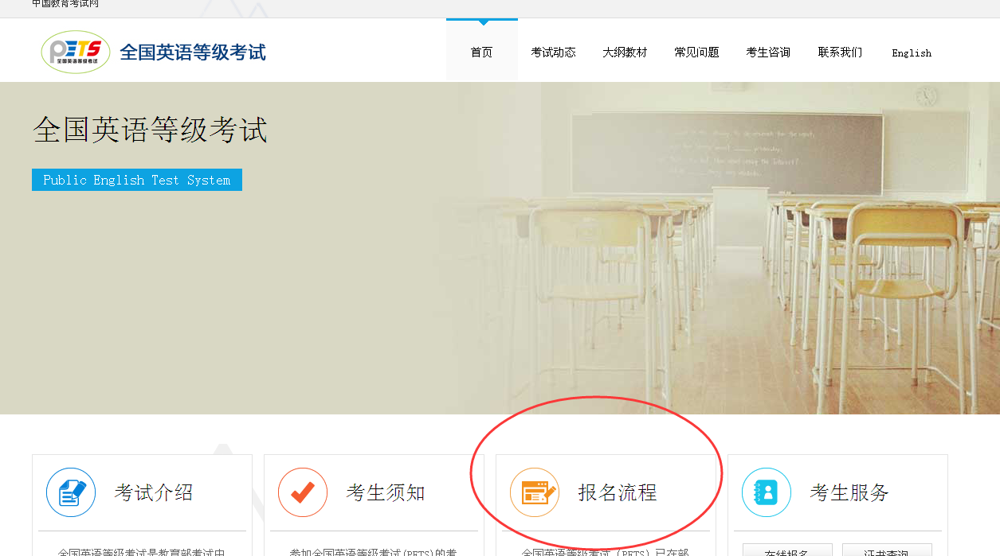 中国教育考试网
PETS
全国英语等级考试
全国英语等级考试
首页
考试动态
大纲教材
常见问题
考生咨询
联系我们
English
全国英语等级考试
Public English Test System
考试介绍
考生须知
报名流程
考生服务
全国英语等级考试是教育部考试中
参加全国英语等级考试(PETS)的考
全国英语等级考试（PETS）已在部
在线报名
证书查询